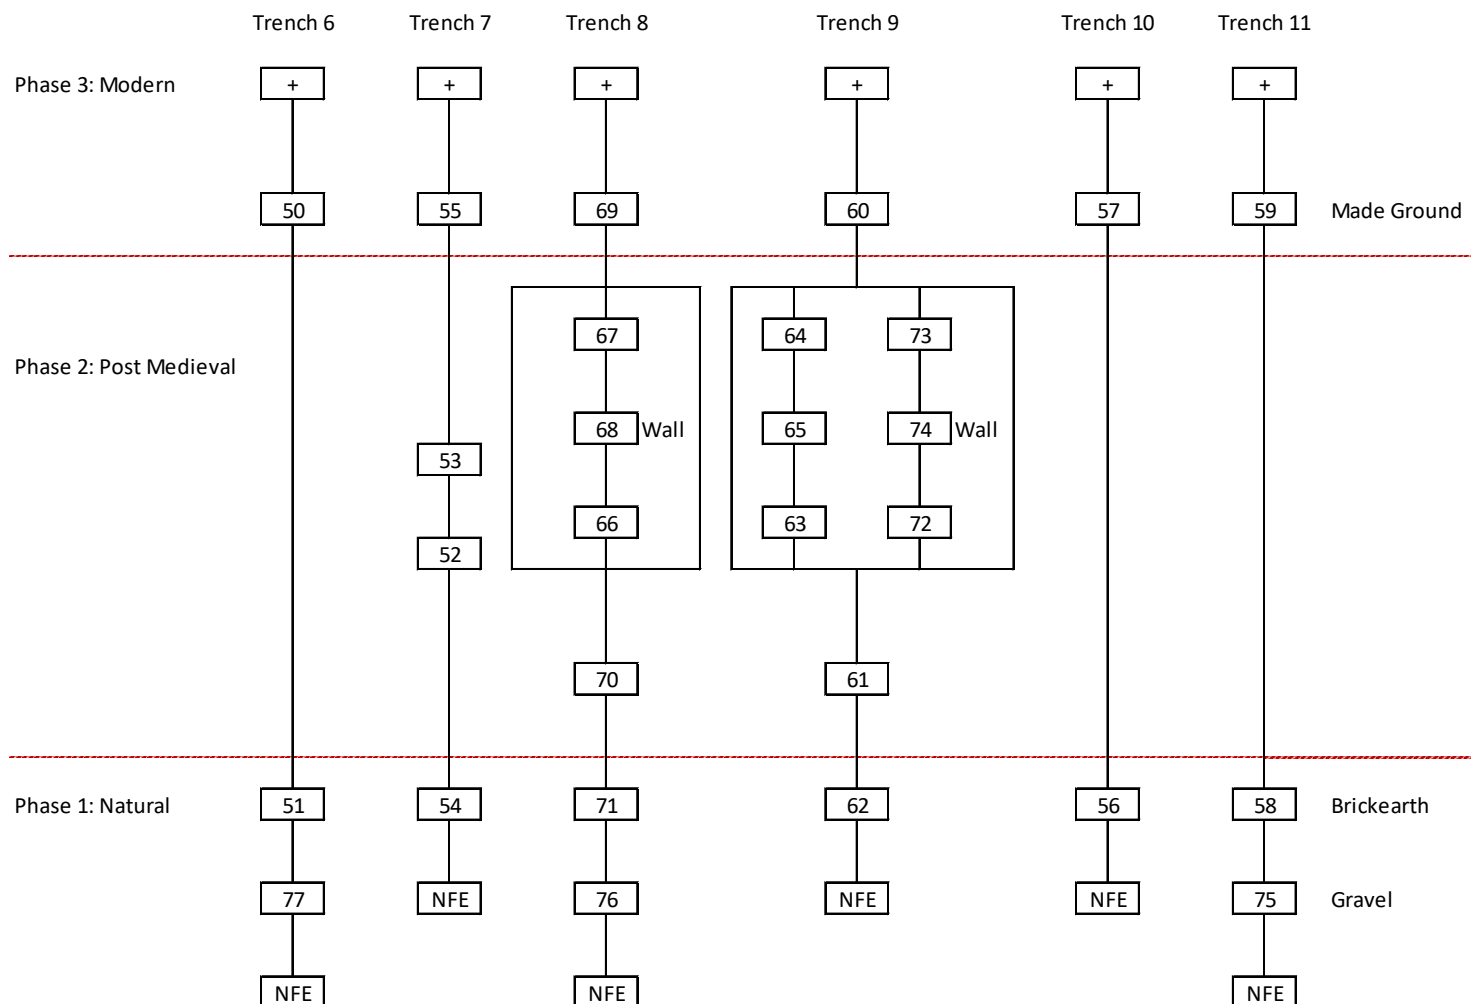 Trench 6 Trench 7 Trench 8 Trench 9 Trench 10 Trench 11
Phase 3: Modern + + + + + +
50 55 69 60 57 59 Made Ground
67 64 73
Phase 2: Post Medieval
68 Wall 65 74 Wall
53
66 63 72
52
70 61
Phase 1: Natural 51 54 71 62 56 58 Brickearth
77 NFE 76 NFE NFE 75 Gravel
NFE NFE NFE